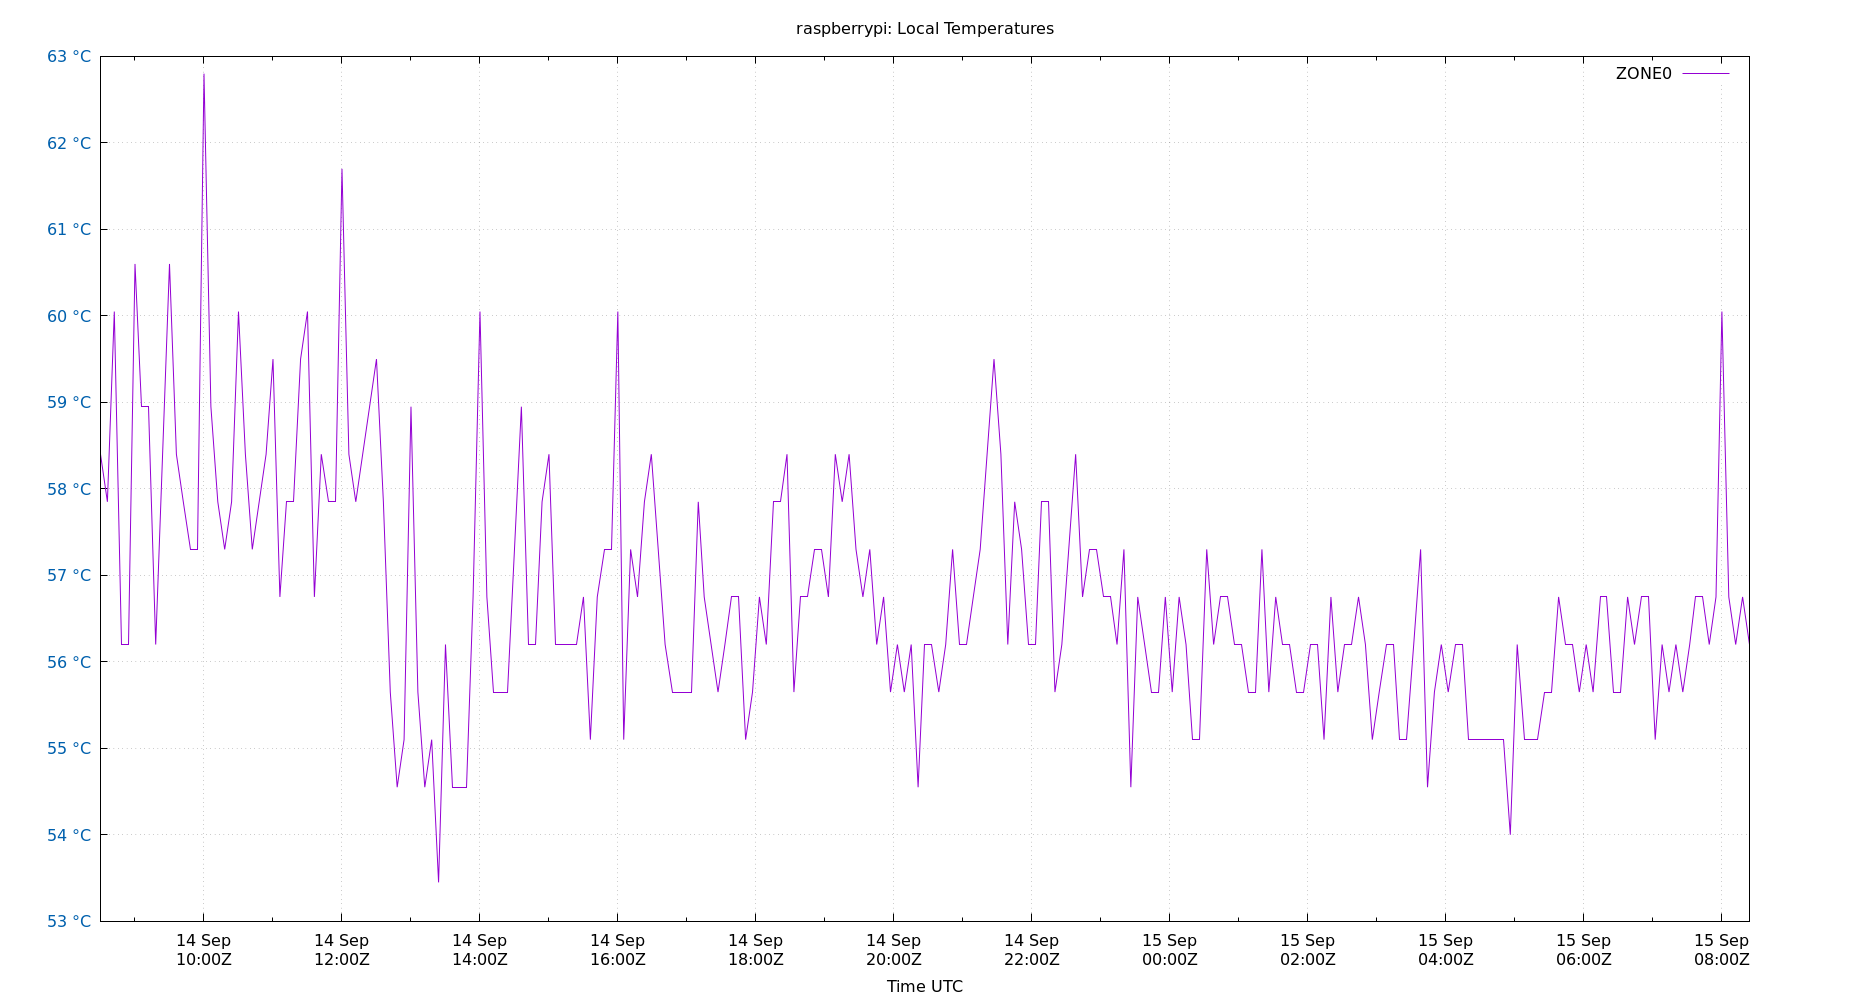 raspberrypi: Local Temperatures
63 °C
ZONE0
62 °C
61 °C
60 °C
59 °C
58 °C
57 °C
56 °C
55 °C
54 °C
53 °C
14 Sep 14 Sep 14 Sep 14 Sep 14 Sep 14 Sep 14 Sep 15 Sep 15 Sep 15 Sep 15 Sep 15 Sep
10:00Z 12:00Z 14:00Z 16:00Z 18:00Z 20:00Z 22:00Z 00:00Z 02:00Z 04:00Z 06:00Z 08:00Z
Time UTC